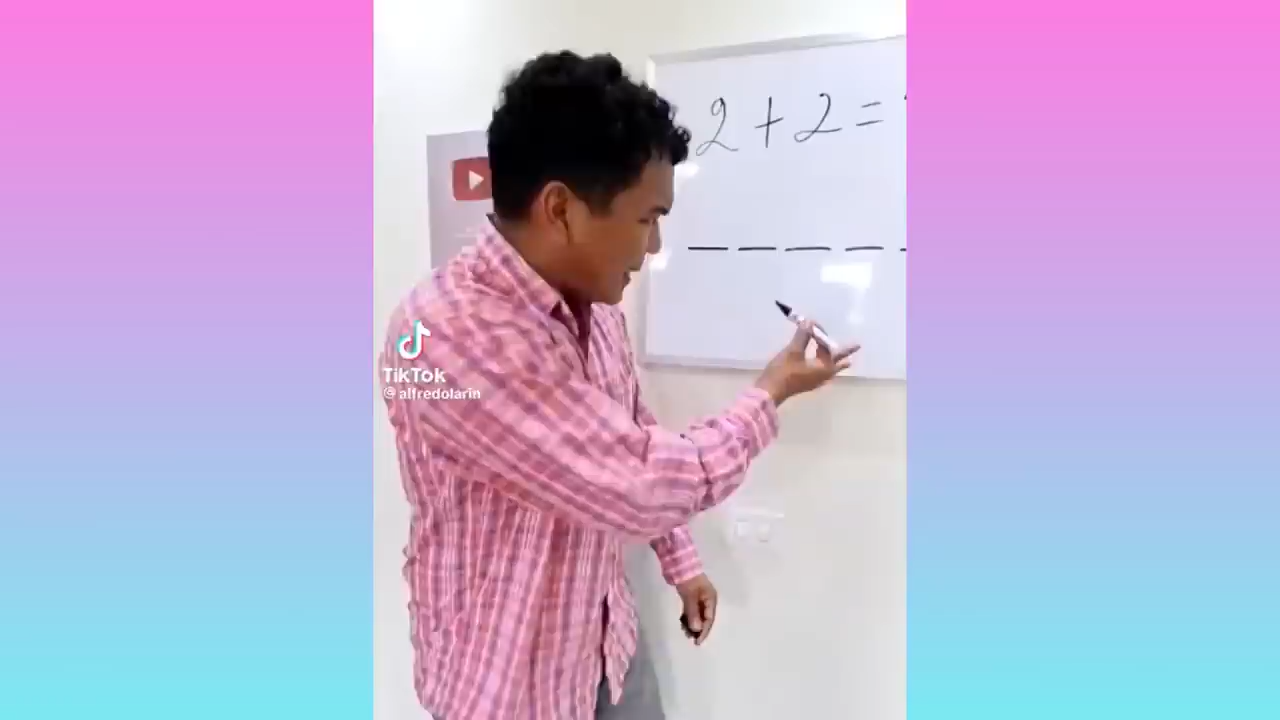 2 + 2 =
TikTok
@alfredolarin